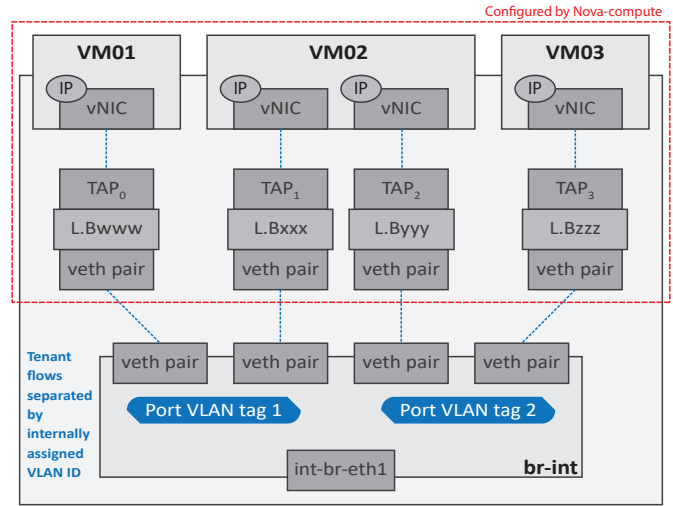 Configured by Nova-compute
VM01
VM02
VM03
IP
vNIC
IP
vNIC
IP
vNIC
IP
vNIC
TAP₀
TAP₁
TAP₂
TAP₃
L.Bwww
L.Bxxx
L.Byyy
L.Bzzz
veth pair
veth pair
veth pair
veth pair
Tenant
flows
separated
by
internally
assigned
VLAN ID
veth pair
veth pair
veth pair
veth pair
Port VLAN tag 1
Port VLAN tag 2
int-br-eth1
br-int